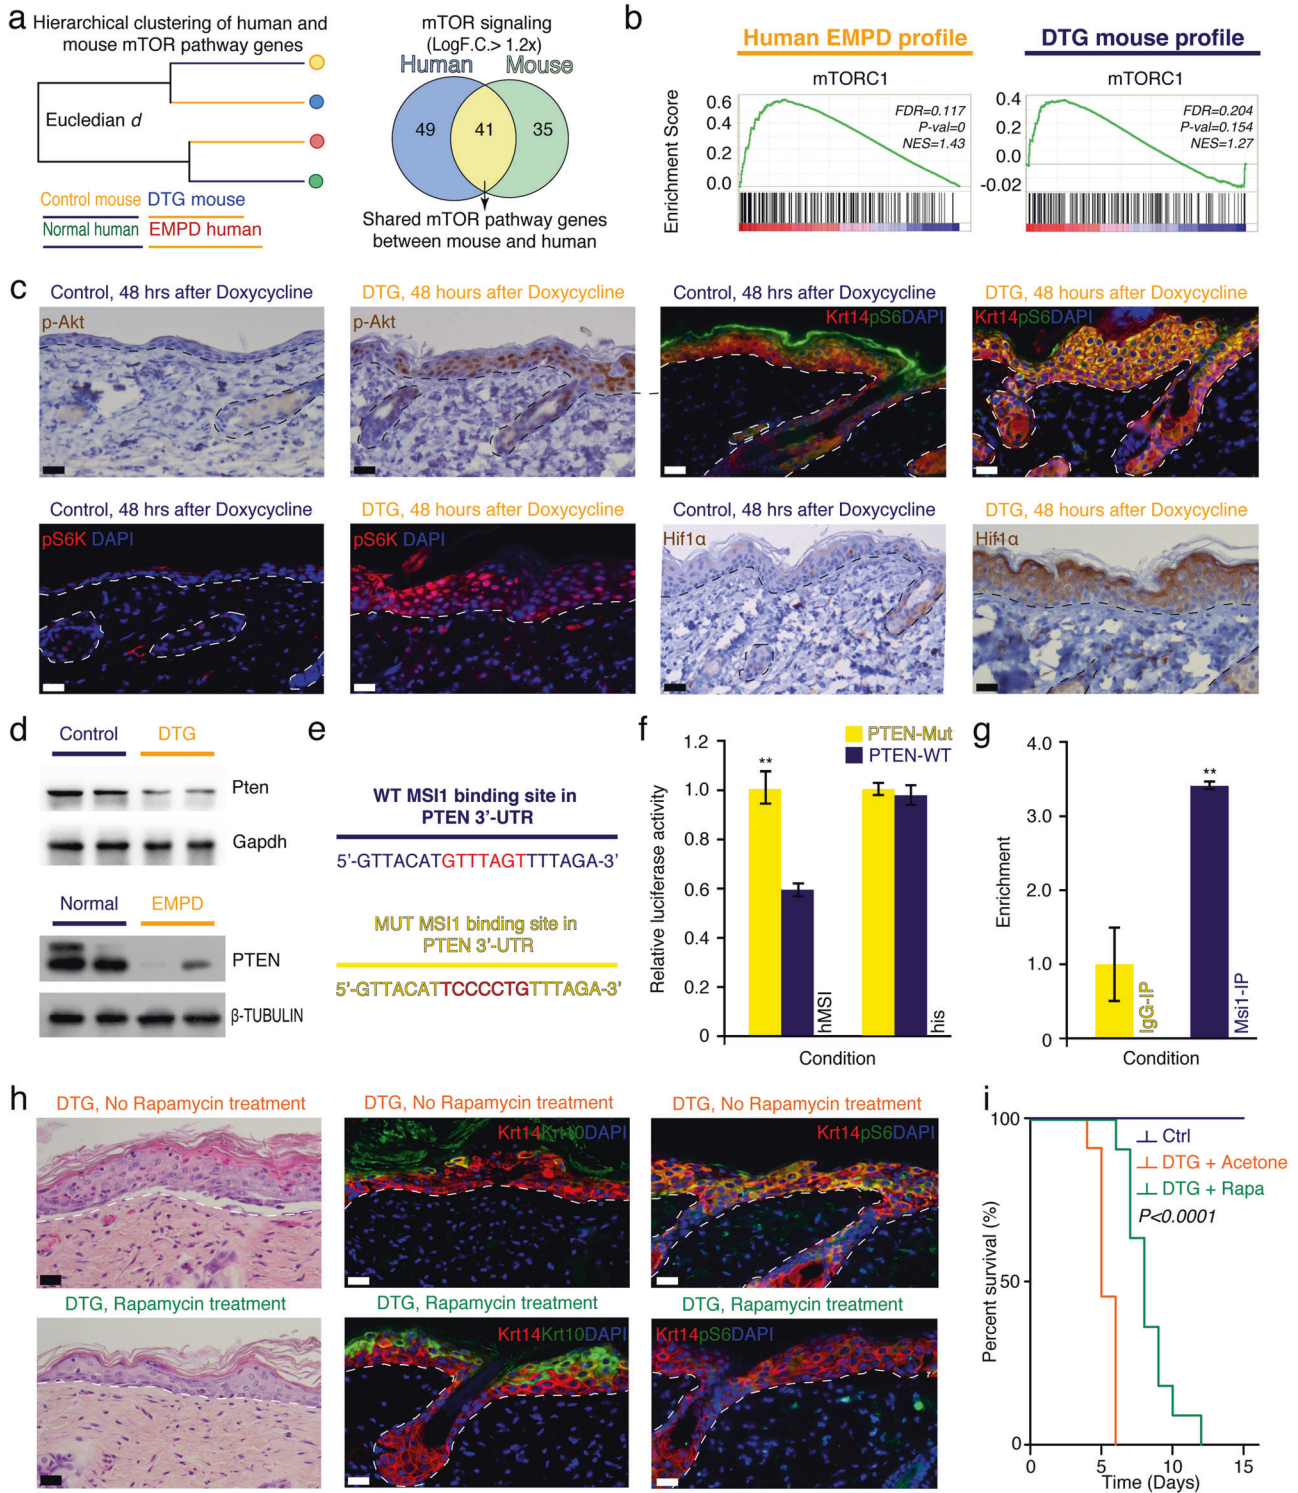 a
Hierarchical clustering of human and
mouse mTOR pathway genes
Eucledian d
Control mouse DTG mouse
Normal human EMPD human
mTOR signaling
(LogF.C.> 1.2x)
Human Mouse
49 41 35
Shared mTOR pathway genes
between mouse and human
b
Human EMPD profile
mTORC1
Enrichment Score
0.6
0.4
0.2
0.0
FDR=0.117
P-val=0
NES=1.43
DTG mouse profile
mTORC1
0.4
0.2
0.0
-0.02
FDR=0.204
P-val=0.154
NES=1.27
c
Control, 48 hrs after Doxycycline
p-Akt
DTG, 48 hours after Doxycycline
p-Akt
Control, 48 hrs after Doxycycline
Krt14pS6DAPI
DTG, 48 hours after Doxycycline
Krt14pS6DAPI
Control, 48 hrs after Doxycycline
pS6K DAPI
DTG, 48 hours after Doxycycline
pS6K DAPI
Control, 48 hrs after Doxycycline
Hif1α
DTG, 48 hours after Doxycycline
Hif1α
d
Control DTG
Pten
Gapdh
Normal EMPD
PTEN
β-TUBULIN
e
WT MSI1 binding site in
PTEN 3'-UTR
5'-GTTACATGTTTAGTTTTAGA-3'
MUT MSI1 binding site in
PTEN 3'-UTR
5'-GTTACATTCCCCTGTTTAGA-3'
f
PTEN-Mut
PTEN-WT
Relative luciferase activity
1.2
1.0
0.8
0.6
0.4
0.2
0
**
hMSI
his
Condition
g
Enrichment
4.0
3.0
2.0
1.0
0
**
IgG-IP
Msi1-IP
Condition
h
DTG, No Rapamycin treatment
DTG, No Rapamycin treatment
Krt14Krt10DAPI
DTG, No Rapamycin treatment
Krt14pS6DAPI
DTG, Rapamycin treatment
DTG, Rapamycin treatment
Krt14Krt10DAPI
DTG, Rapamycin treatment
Krt14pS6DAPI
i
Percent survival (%)
100
50
0
Ctrl
DTG + Acetone
DTG + Rapa
P<0.0001
0 5 10 15
Time (Days)